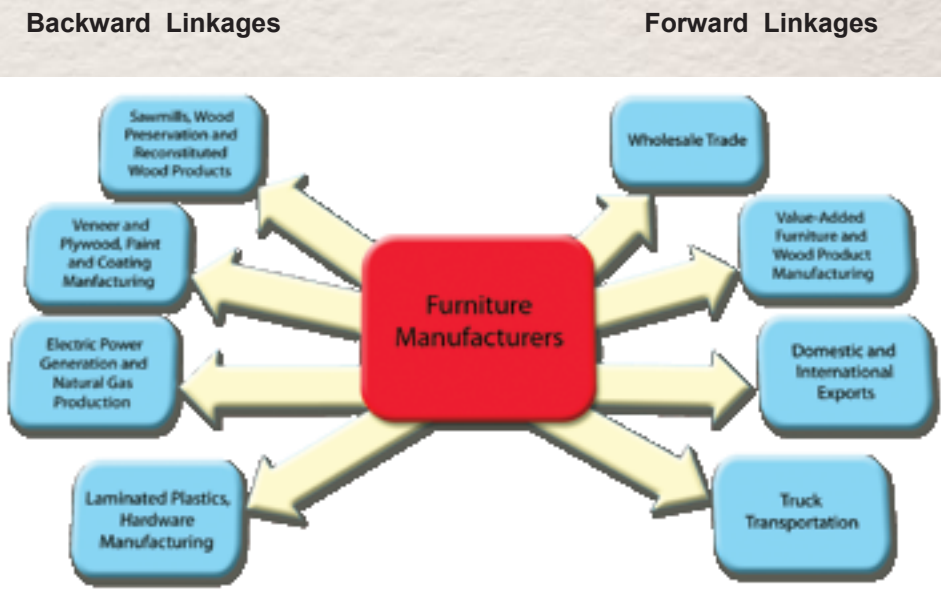 Backward Linkages
Forward Linkages
Sawmills, Wood
Preservation and
Reconstituted
Wood Products
Wholesale Trade
Veneer and
Plywood, Paint
and Coating
Manfacturing
Value-Added
Furniture and
Wood Product
Manufacturing
Furniture
Manufacturers
Electric Power
Generation and
Natural Gas
Production
Domestic and
International
Exports
Laminated Plastics,
Hardware
Manufacturing
Truck
Transportation